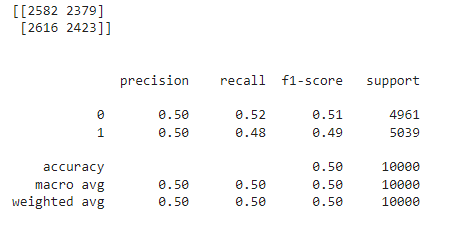 [[2582 2379]
 [2616 2423]]
precision recall f1-score support
0 0.50 0.52 0.51 4961
1 0.50 0.48 0.49 5039
accuracy 0.50 10000
macro avg 0.50 0.50 0.50 10000
weighted avg 0.50 0.50 0.50 10000